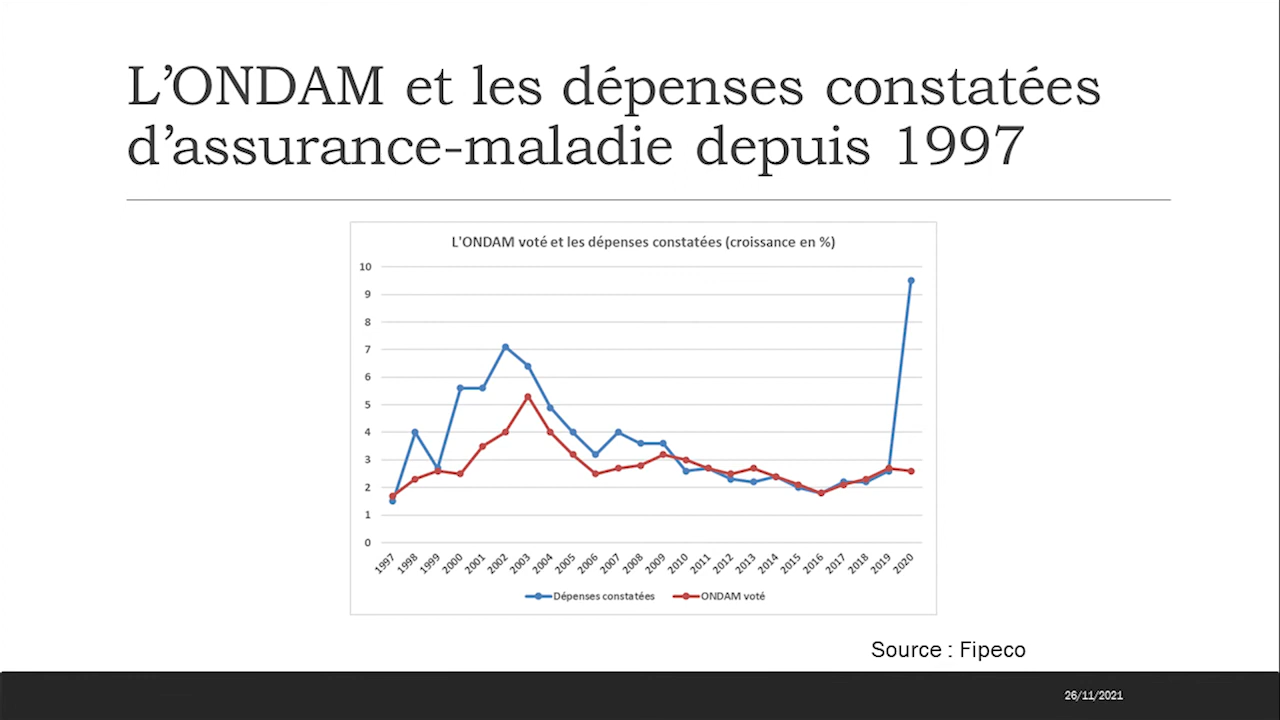 L’ONDAM et les dépenses constatées
d’assurance-maladie depuis 1997
L'ONDAM voté et les dépenses constatées (croissance en %)
10
9
8
7
6
5
4
3
2
1
0
1997 1998 1999 2000 2001 2002 2003 2004 2005 2006 2007 2008 2009 2010 2011 2012 2013 2014 2015 2016 2017 2018 2019 2020
Dépenses constatées ONDAM voté
Source : Fipeco
26/11/2021